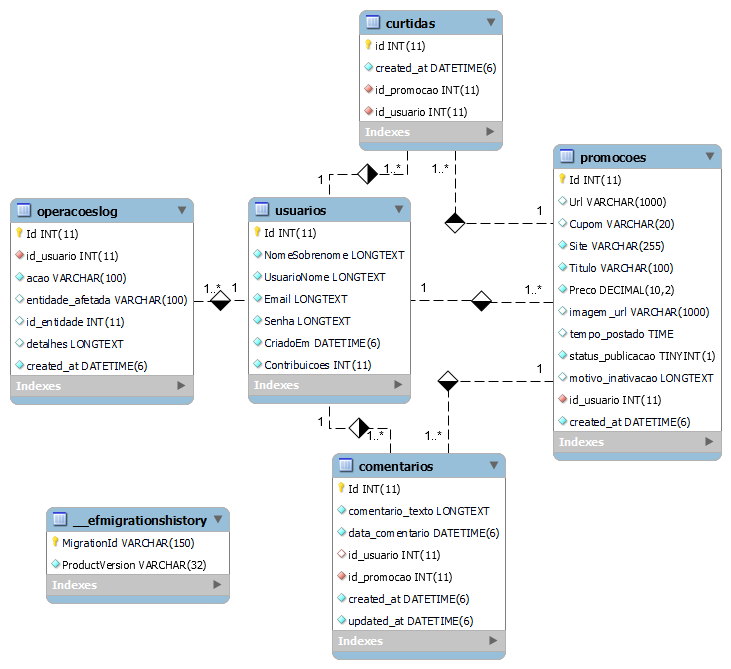 curtidas
id INT(11)
created_at DATETIME(6)
id_promocao INT(11)
id_usuario INT(11)
Indexes
promocoes
Id INT(11)
Url VARCHAR(1000)
Cupom VARCHAR(20)
Site VARCHAR(255)
Titulo VARCHAR(100)
Preco DECIMAL(10,2)
imagem_url VARCHAR(1000)
tempo_postado TIME
status_publicacao TINYINT(1)
motivo_inativacao LONGTEXT
id_usuario INT(11)
created_at DATETIME(6)
Indexes
operacoeslog
Id INT(11)
id_usuario INT(11)
acao VARCHAR(100)
entidade_afetada VARCHAR(100)
id_entidade INT(11)
detalhes LONGTEXT
created_at DATETIME(6)
Indexes
usuarios
Id INT(11)
NomeSobrenome LONGTEXT
UsuarioNome LONGTEXT
Email LONGTEXT
Senha LONGTEXT
CriadoEm DATETIME(6)
Contribuicoes INT(11)
Indexes
comentarios
Id INT(11)
comentario_texto LONGTEXT
data_comentario DATETIME(6)
id_usuario INT(11)
id_promocao INT(11)
created_at DATETIME(6)
updated_at DATETIME(6)
Indexes
__efmigrationshistory
MigrationId VARCHAR(150)
ProductVersion VARCHAR(32)
Indexes
1
1..*
1..*
1
1..*
1
1
1..*
1
1..*
1
1..*